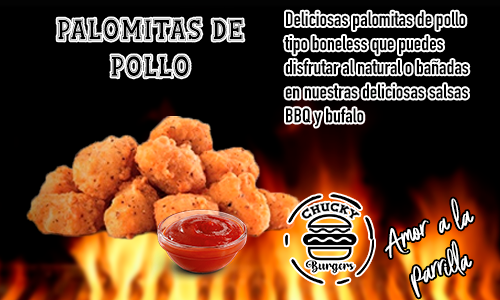 PALOMITAS DE
POLLO
Deliciosas palomitas de pollo
tipo boneless que puedes
disfrutar al natural o bañadas
en nuestras deliciosas salsas
BBQ y bufalo
CHUCKY
Burgers
Amor a la
parrilla